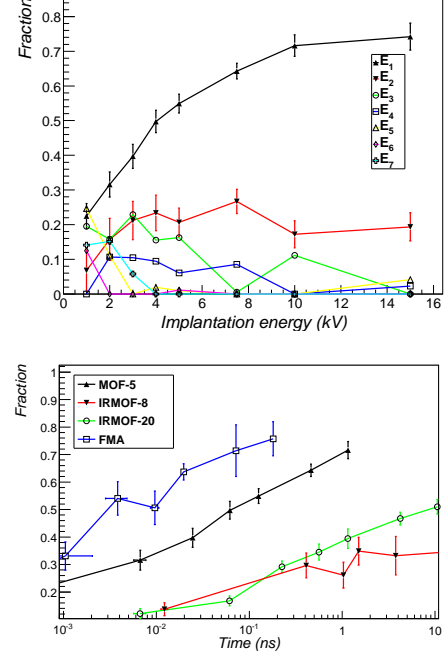 Fraction
0.8
0.7
0.6
0.5
0.4
0.3
0.2
0.1
0
E1
E2
E3
E4
E5
E6
E7
0 2 4 6 8 10 12 14 16
Implantation energy (kV)
Fraction
1
0.9
0.8
0.7
0.6
0.5
0.4
0.3
0.2
MOF-5
IRMOF-8
IRMOF-20
FMA
10-3 10-2 10-1 1 10
Time (ns)